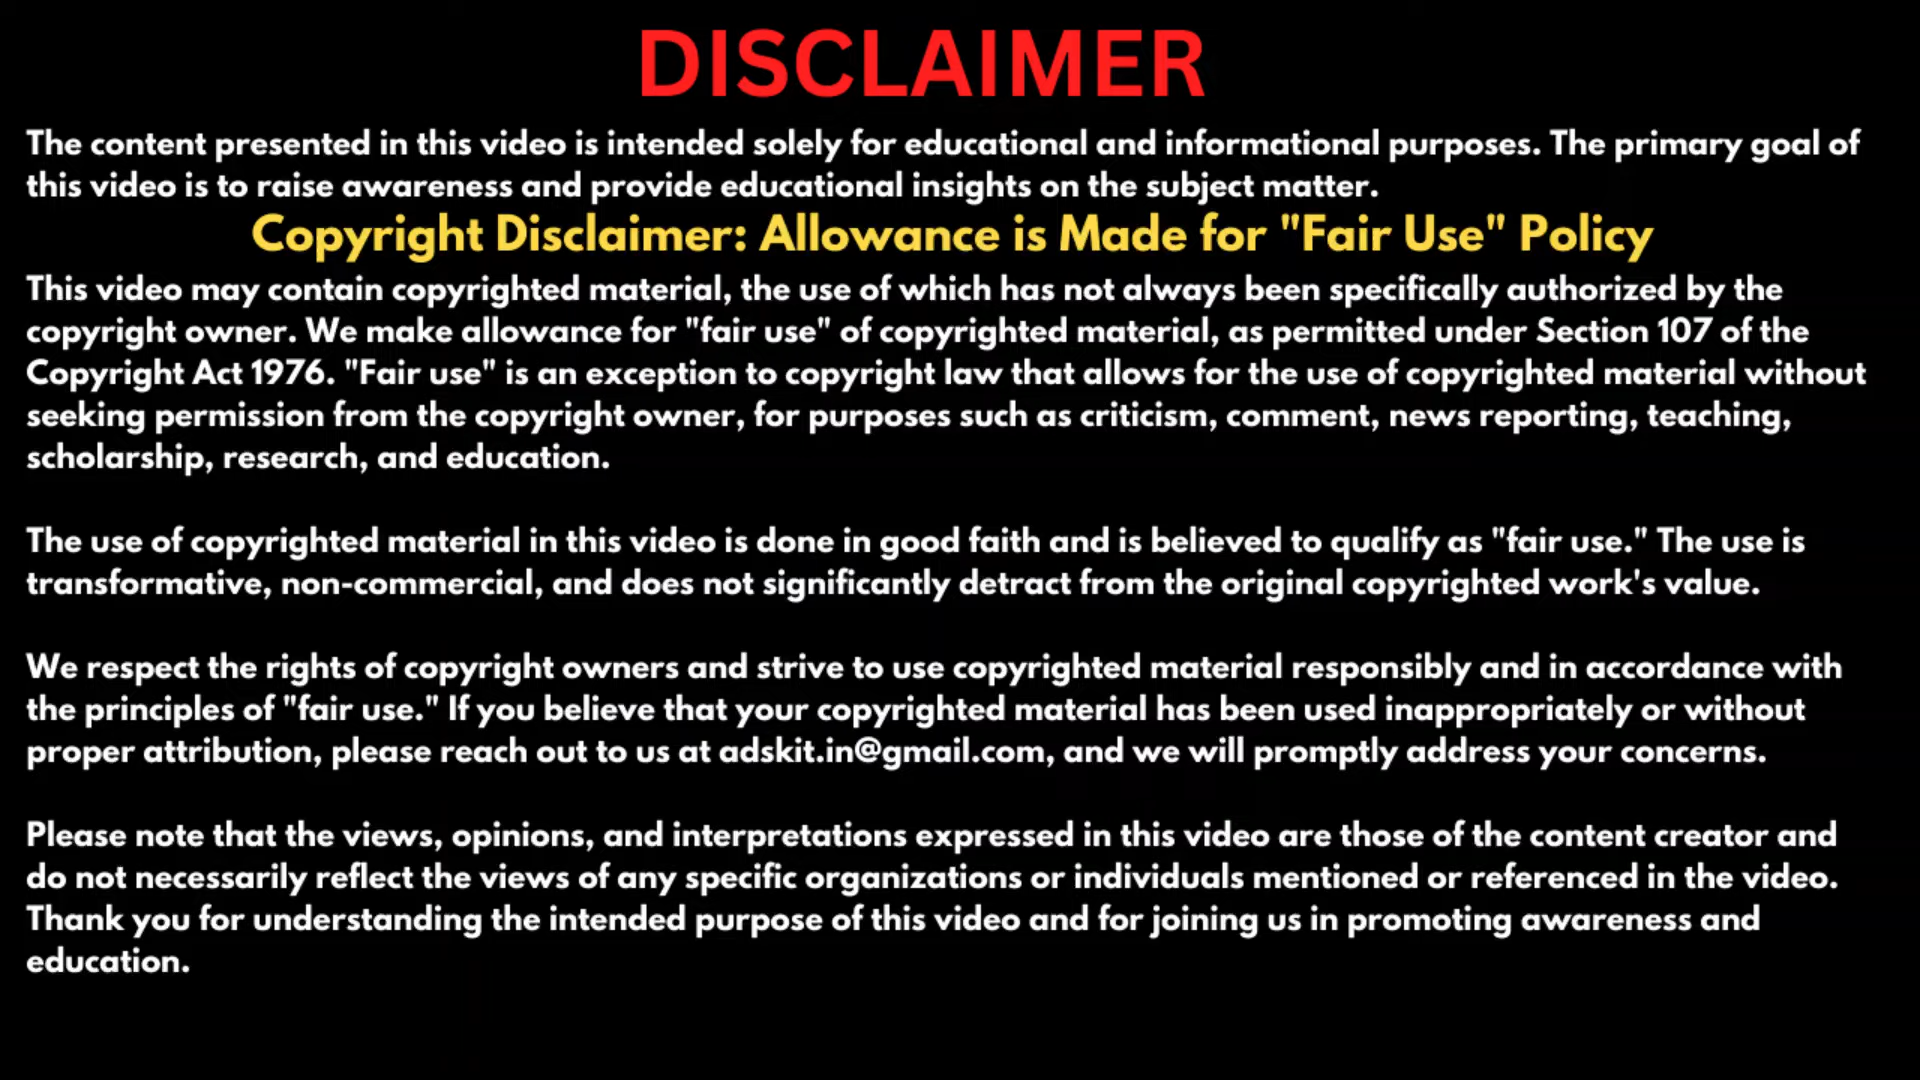 DISCLAIMER
The content presented in this video is intended solely for educational and informational purposes. The primary goal of
this video is to raise awareness and provide educational insights on the subject matter.
Copyright Disclaimer: Allowance is Made for "Fair Use" Policy
This video may contain copyrighted material, the use of which has not always been specifically authorized by the
copyright owner. We make allowance for "fair use" of copyrighted material, as permitted under Section 107 of the
Copyright Act 1976. "Fair use" is an exception to copyright law that allows for the use of copyrighted material without
seeking permission from the copyright owner, for purposes such as criticism, comment, news reporting, teaching,
scholarship, research, and education.
The use of copyrighted material in this video is done in good faith and is believed to qualify as "fair use." The use is
transformative, non-commercial, and does not significantly detract from the original copyrighted work's value.
We respect the rights of copyright owners and strive to use copyrighted material responsibly and in accordance with
the principles of "fair use." If you believe that your copyrighted material has been used inappropriately or without
proper attribution, please reach out to us at adskit.in@gmail.com, and we will promptly address your concerns.
Please note that the views, opinions, and interpretations expressed in this video are those of the content creator and
do not necessarily reflect the views of any specific organizations or individuals mentioned or referenced in the video.
Thank you for understanding the intended purpose of this video and for joining us in promoting awareness and
education.